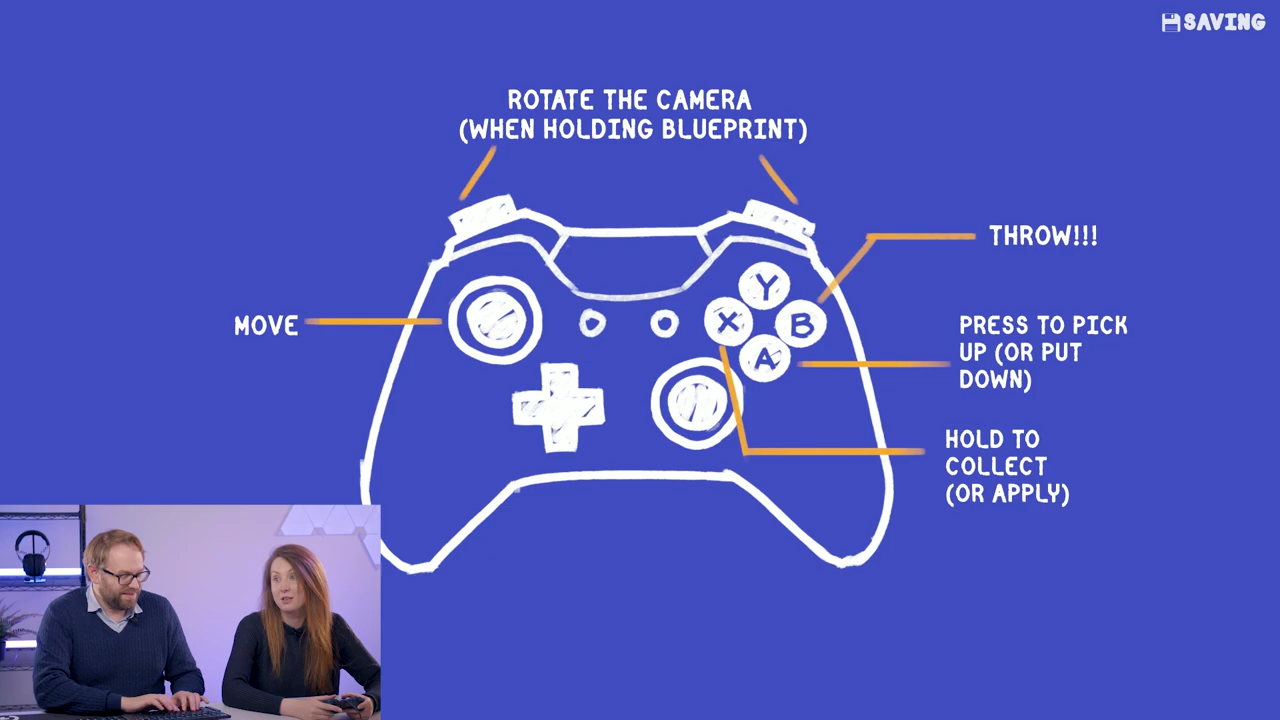 SAVING
ROTATE THE CAMERA
(WHEN HOLDING BLUEPRINT)
THROW!!!
MOVE
Y
X
B
A
PRESS TO PICK
UP (OR PUT
DOWN)
HOLD TO
COLLECT
(OR APPLY)